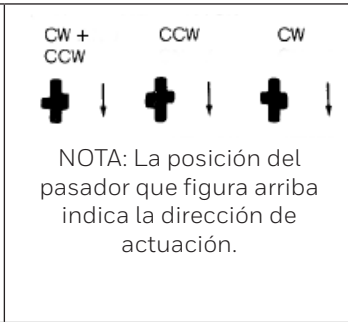 CW + CCW CW
CCW
NOTA: La posición del
pasador que figura arriba
indica la dirección de
actuación.